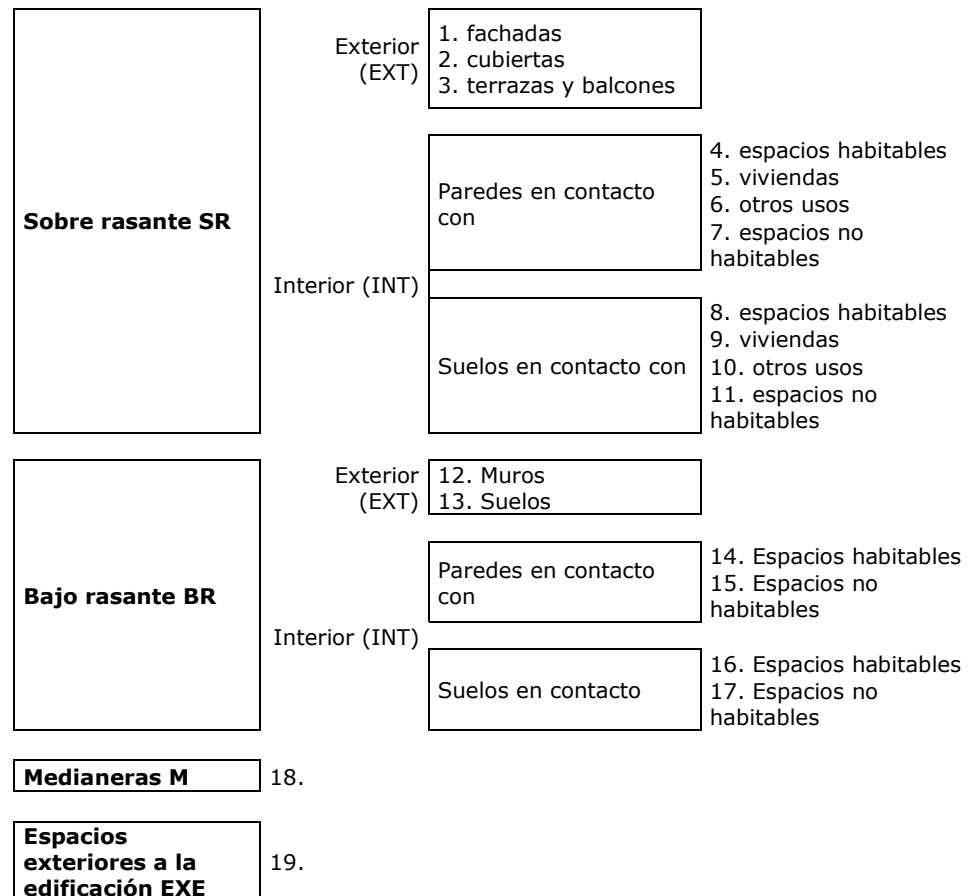 Sobre rasante SR
Exterior
(EXT)
1. fachadas
2. cubiertas
3. terrazas y balcones
Interior (INT)
Paredes en contacto
con
4. espacios habitables
5. viviendas
6. otros usos
7. espacios no
habitables
Suelos en contacto con
8. espacios habitables
9. viviendas
10. otros usos
11. espacios no
habitables
Bajo rasante BR
Exterior
(EXT)
12. Muros
13. Suelos
Interior (INT)
Paredes en contacto
con
14. Espacios habitables
15. Espacios no
habitables
Suelos en contacto
16. Espacios habitables
17. Espacios no
habitables
Medianeras M
18.
Espacios
exteriores a la
edificación EXE
19.